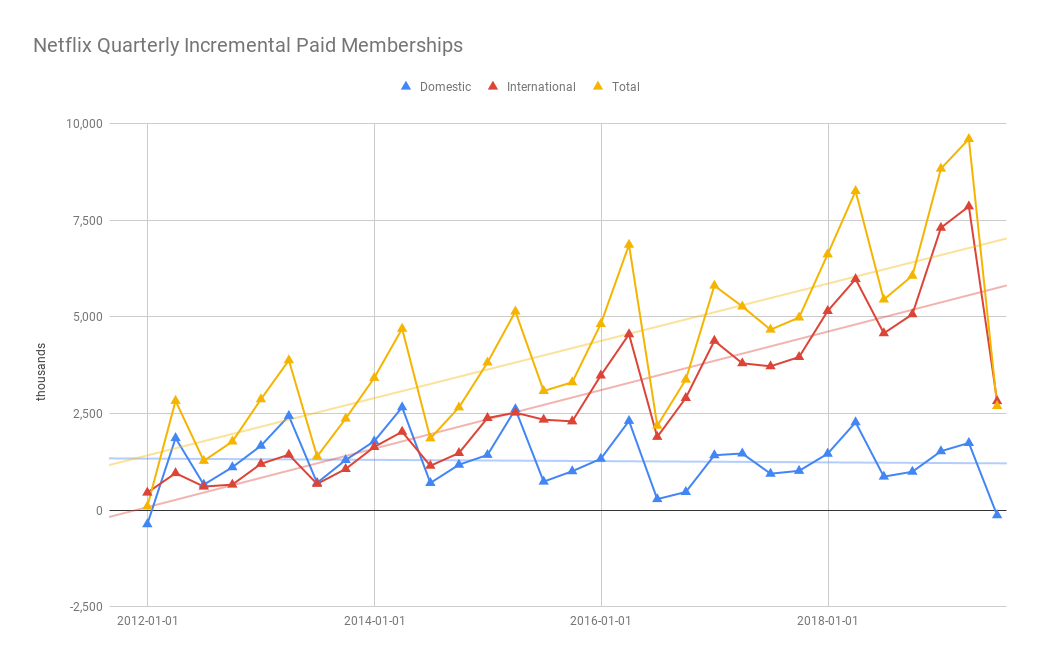 Netflix Quarterly Incremental Paid Memberships
Domestic International Total
10,000
7,500
5,000
2,500
0
-2,500
thousands
2012-01-01 2014-01-01 2016-01-01 2018-01-01